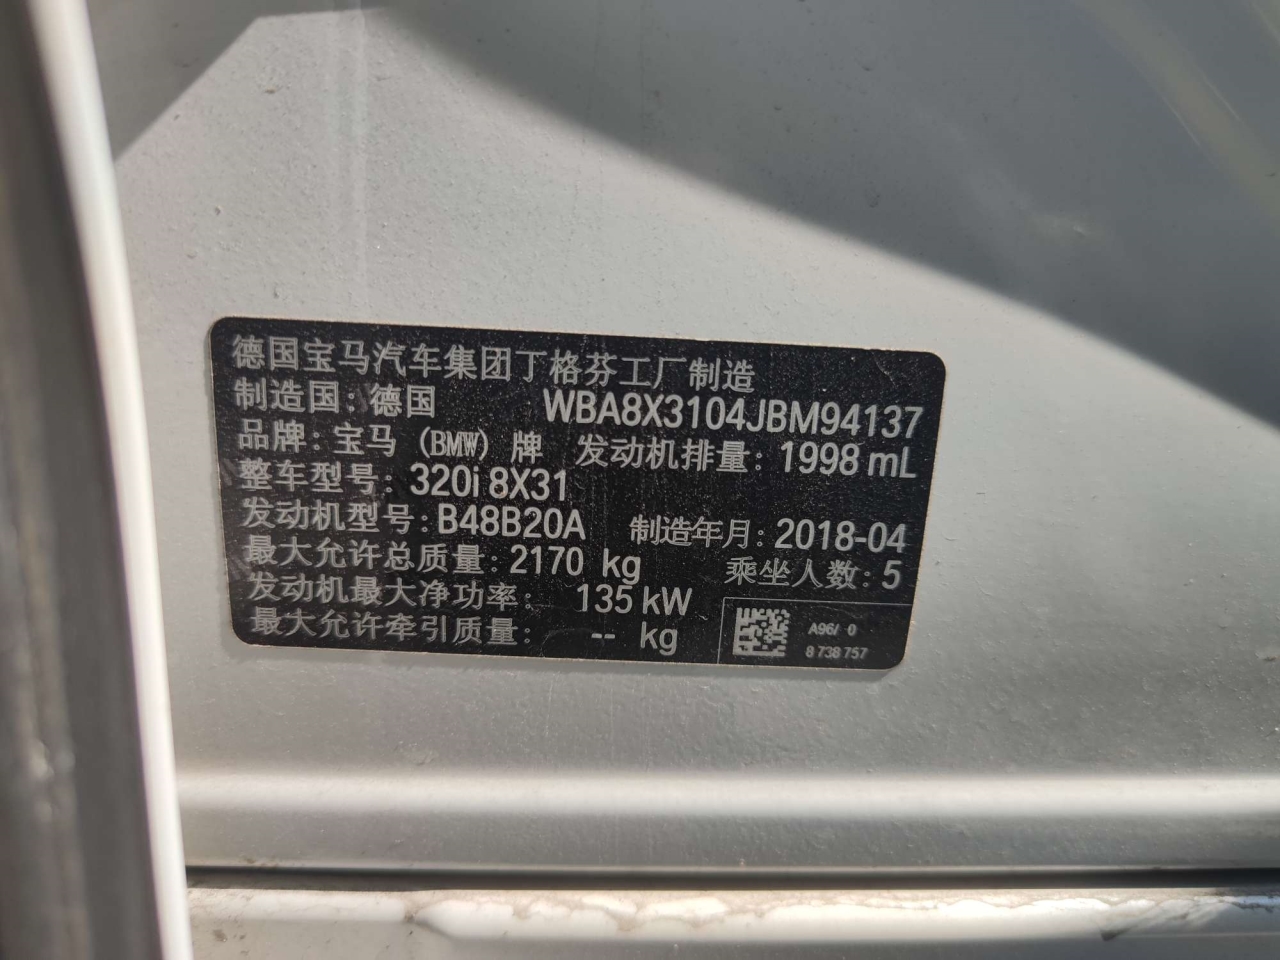 德国宝马汽车集团丁格芬工厂制造
制造国: 德国 WBA8X3104JBM94137
品牌: 宝马 (BMW) 牌 发动机排量: 1998 mL
整车型号: 320i 8X31
发动机型号: B48B20A 制造年月: 2018-04
最大允许总质量: 2170 kg 乘坐人数: 5
发动机最大净功率: 135 kW
最大允许牵引质量: -- kg
A96/ 0
8 738 757